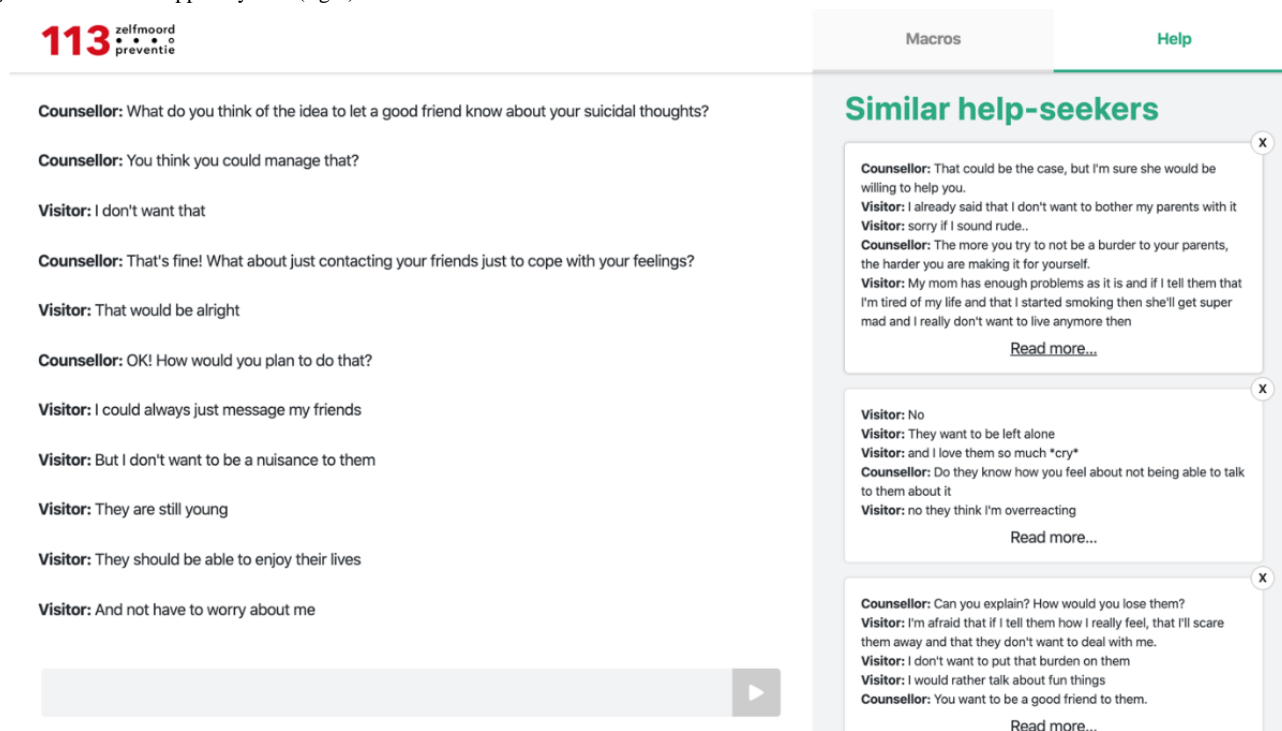 113 zelfmoord
preventie
Macros
Help
Counsellor: What do you think of the idea to let a good friend know about your suicidal thoughts?
Counsellor: You think you could manage that?
Visitor: I don't want that
Counsellor: That's fine! What about just contacting your friends just to cope with your feelings?
Visitor: That would be alright
Counsellor: OK! How would you plan to do that?
Visitor: I could always just message my friends
Visitor: But I don't want to be a nuisance to them
Visitor: They are still young
Visitor: They should be able to enjoy their lives
Visitor: And not have to worry about me
Similar help-seekers
X
Counsellor: That could be the case, but I'm sure she would be
willing to help you.
Visitor: I already said that I don't want to bother my parents with it
Visitor: sorry if I sound rude..
Counsellor: The more you try to not be a burder to your parents,
the harder you are making it for yourself.
Visitor: My mom has enough problems as it is and if I tell them that
I'm tired of my life and that I started smoking then she'll get super
mad and I really don't want to live anymore then
Read more...
X
Visitor: No
Visitor: They want to be left alone
Visitor: and I love them so much *cry*
Counsellor: Do they know how you feel about not being able to talk
to them about it
Visitor: no they think I'm overreacting
Read more...
X
Counsellor: Can you explain? How would you lose them?
Visitor: I'm afraid that if I tell them how I really feel, that I'll scare
them away and that they don't want to deal with me.
Visitor: I don't want to put that burden on them
Visitor: I would rather talk about fun things
Counsellor: You want to be a good friend to them.
Read more...